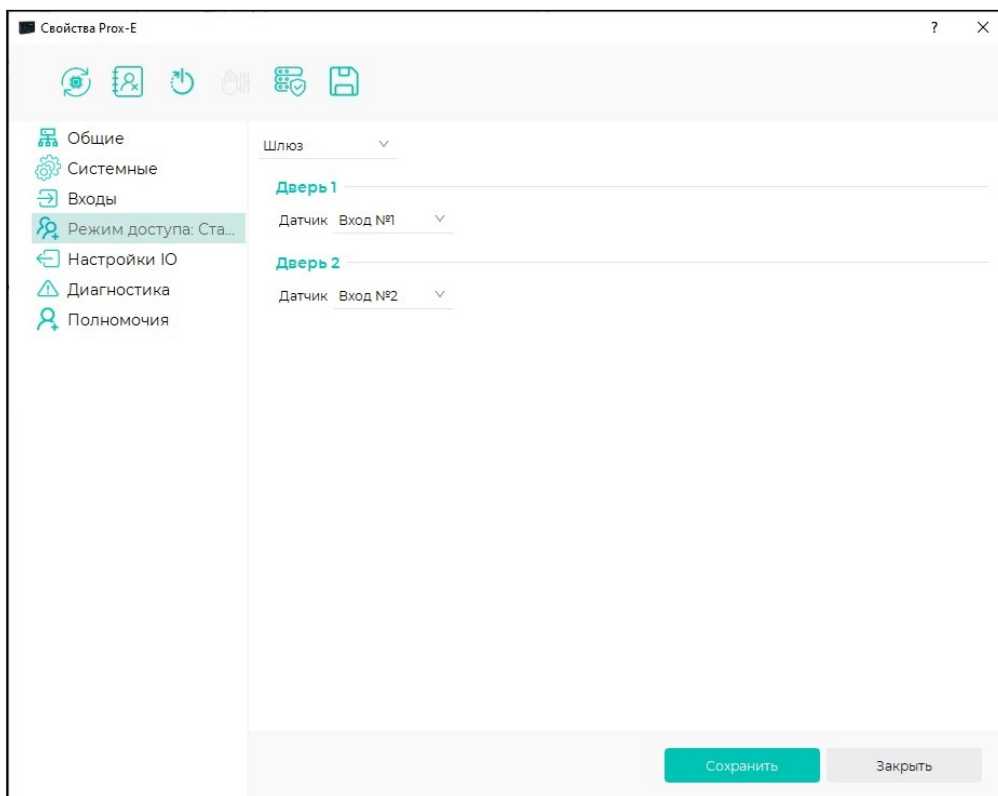 Свойства Prox-E
?
Общие
Системные
Входы
Режим доступа: Ста...
Настройки IO
Диагностика
Полномочия
Шлюз
Дверь 1
Датчик Вход №1
Дверь 2
Датчик Вход №2
Сохранить
Закрыть